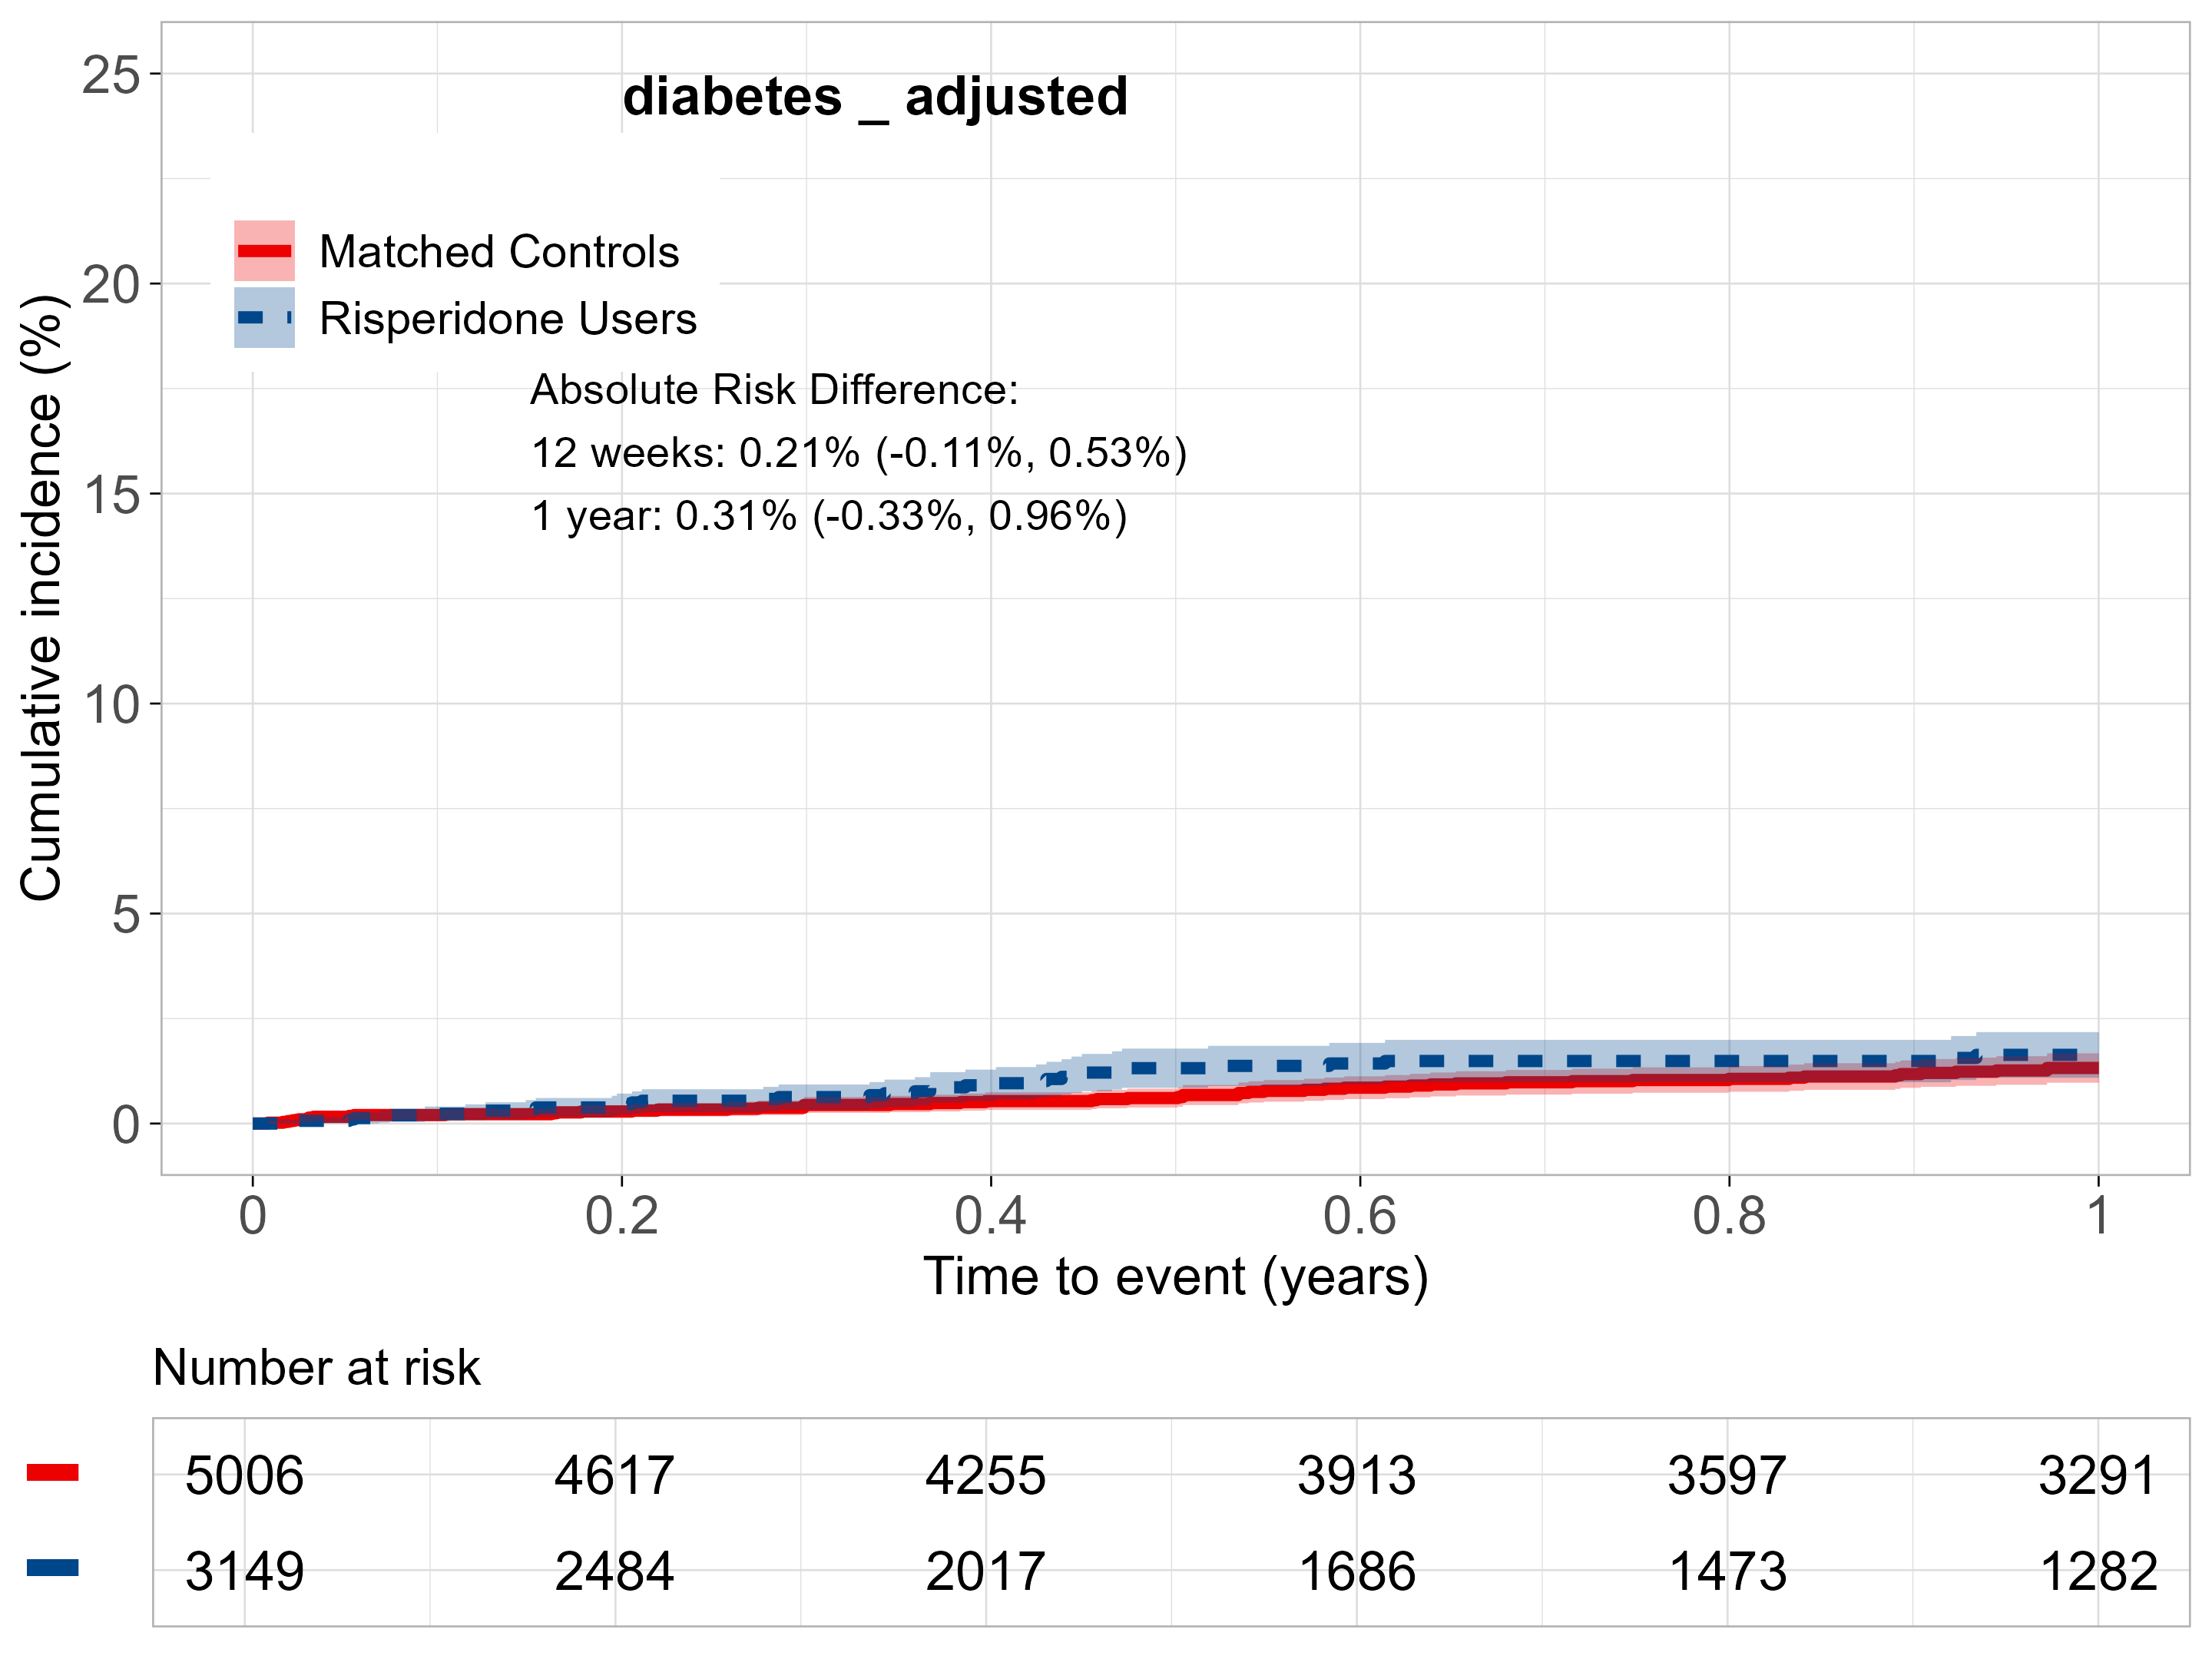 diabetes _ adjusted
Matched Controls
Risperidone Users
Absolute Risk Difference:
12 weeks: 0.21% (-0.11%, 0.53%)
1 year: 0.31% (-0.33%, 0.96%)
Cumulative incidence (%)
25
20
15
10
5
0
0 0.2 0.4 0.6 0.8 1
Time to event (years)
Number at risk
5006 4617 4255 3913 3597 3291
3149 2484 2017 1686 1473 1282